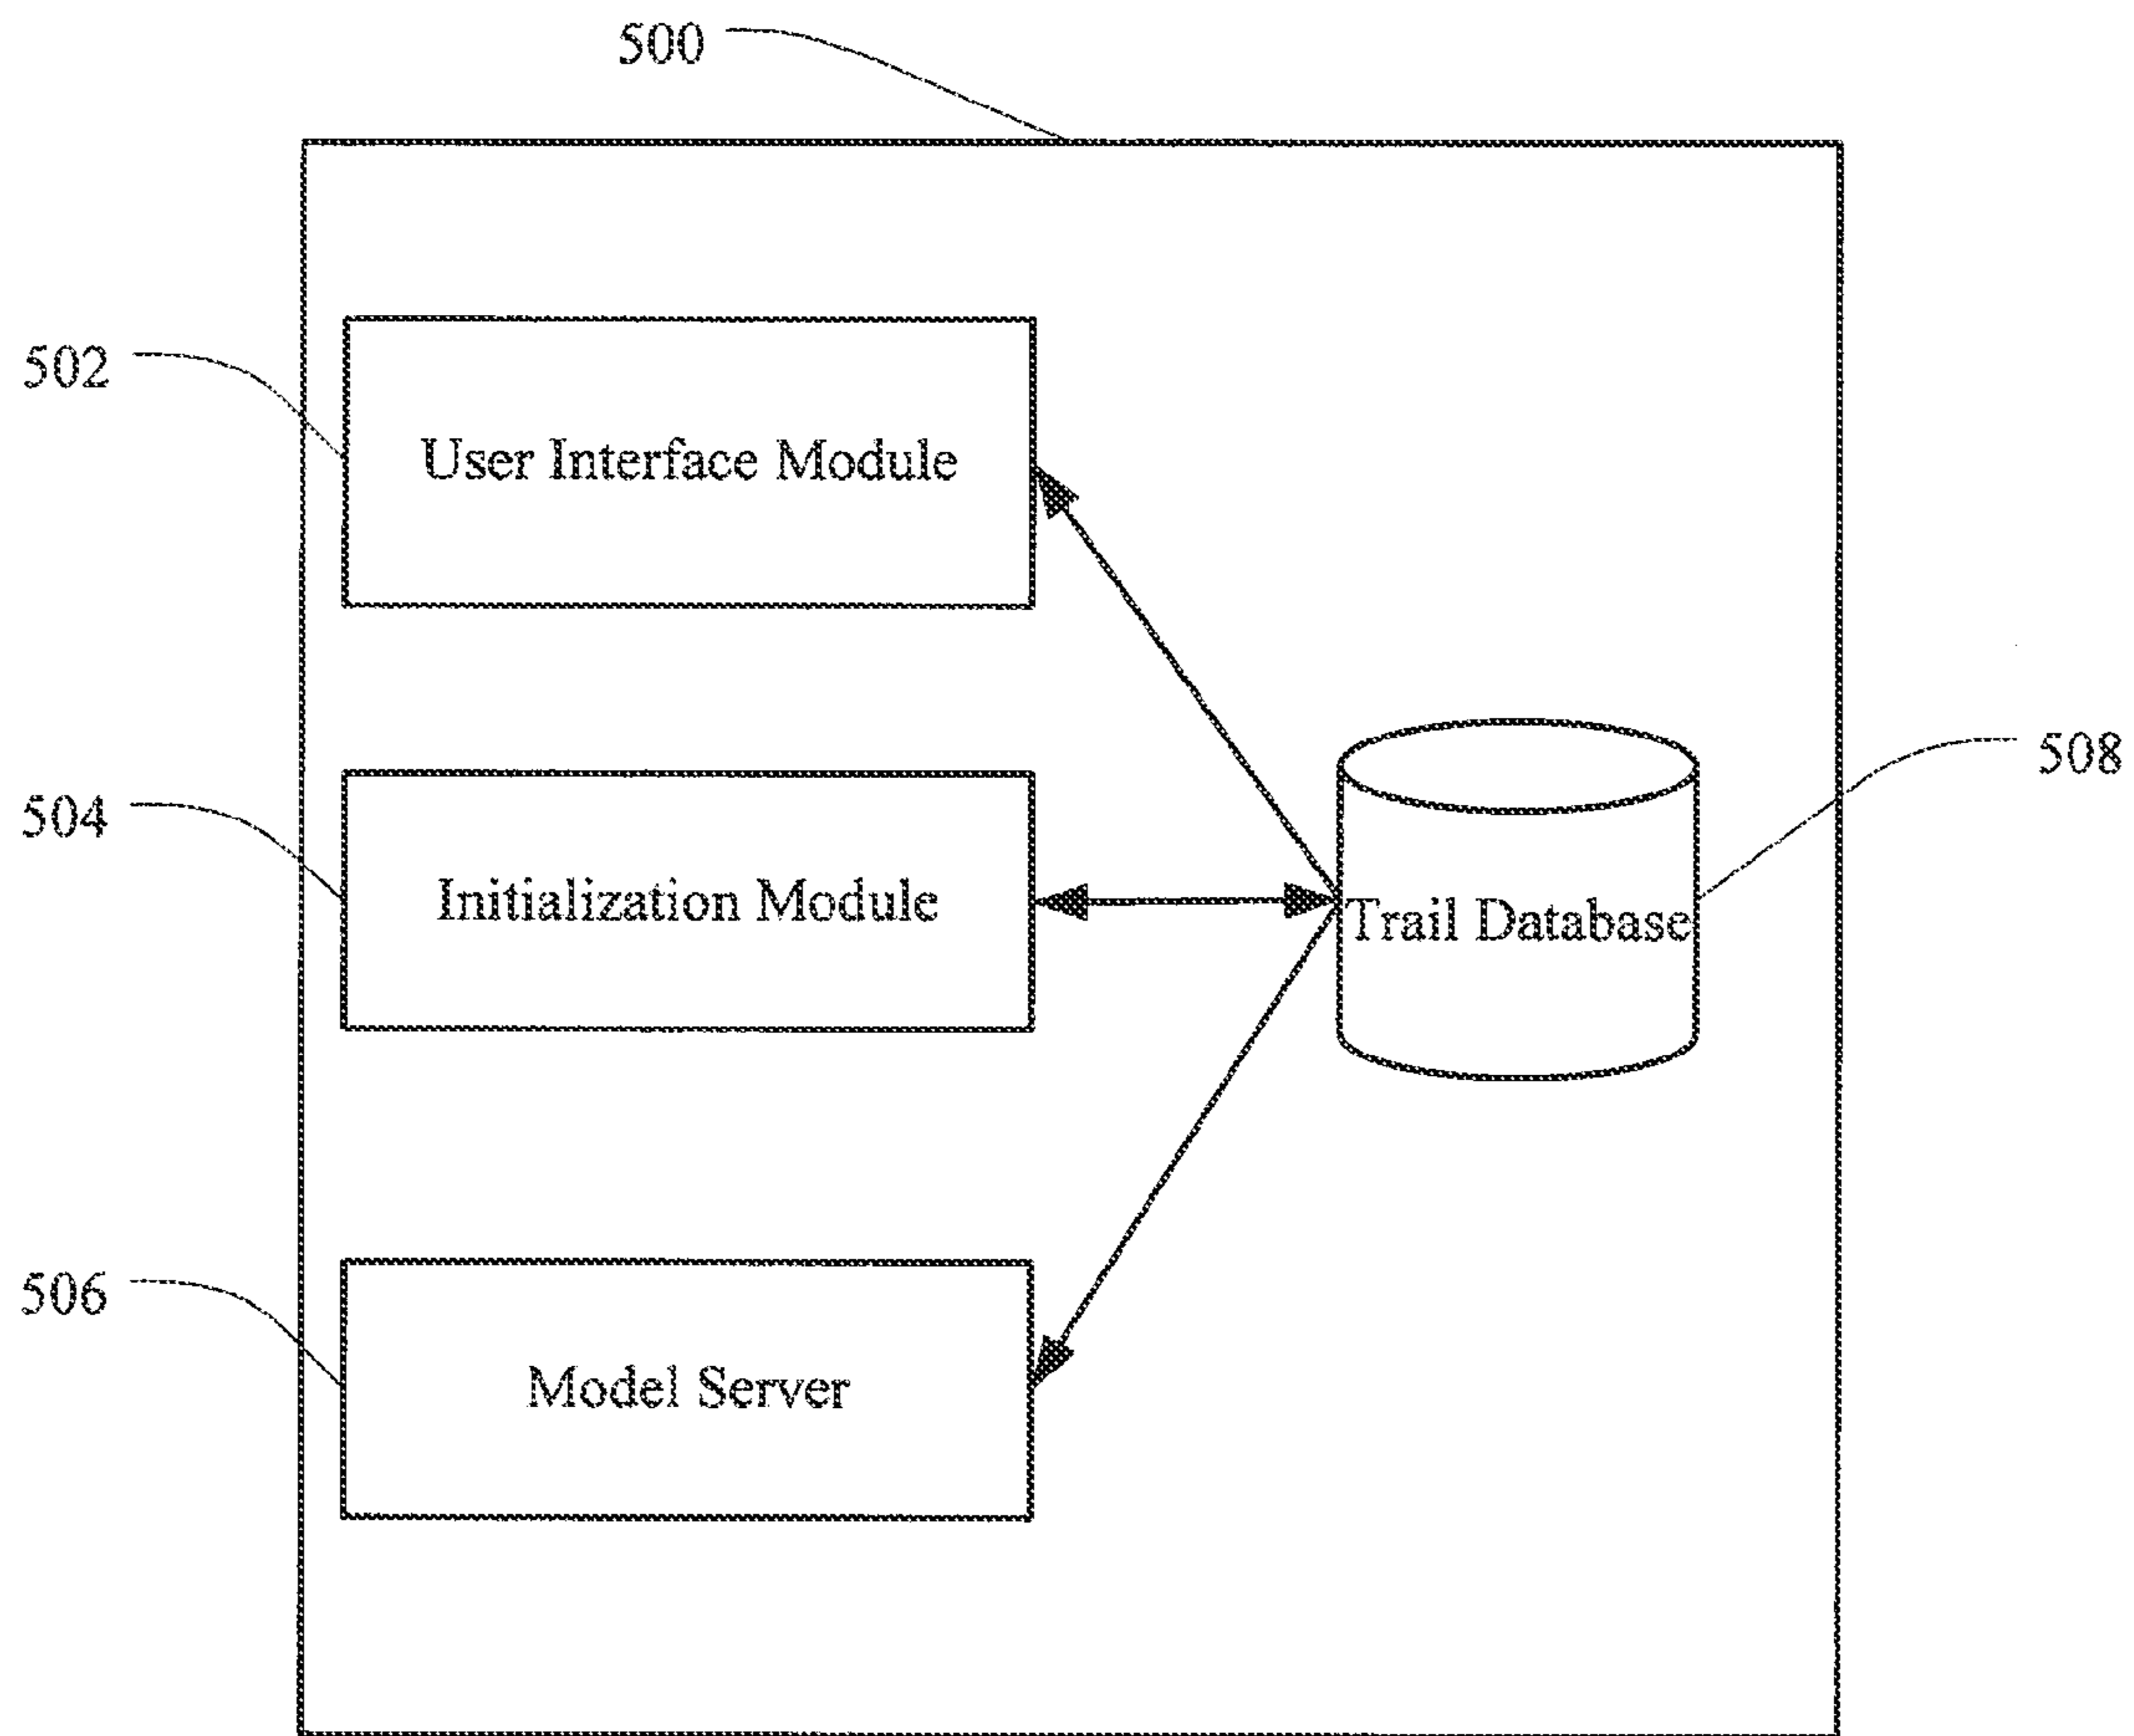 500
502
User Interface Module
508
504
Initialization Module
Trail Database
506
Model Server